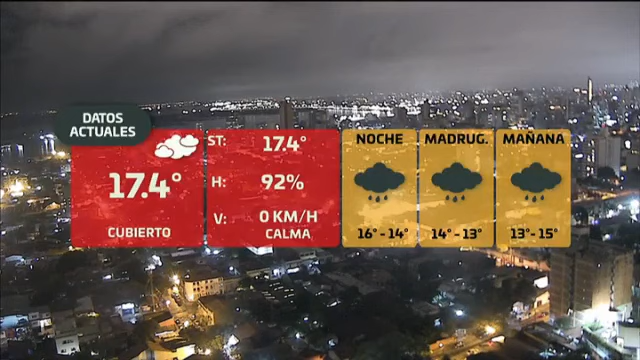 DATOS
ACTUALES
17.4°
CUBIERTO
ST: 17.4°
H: 92%
V: 0 KM/H
CALMA
NOCHE
16° - 14°
MADRUG.
14° - 13°
MAÑANA
13° - 15°